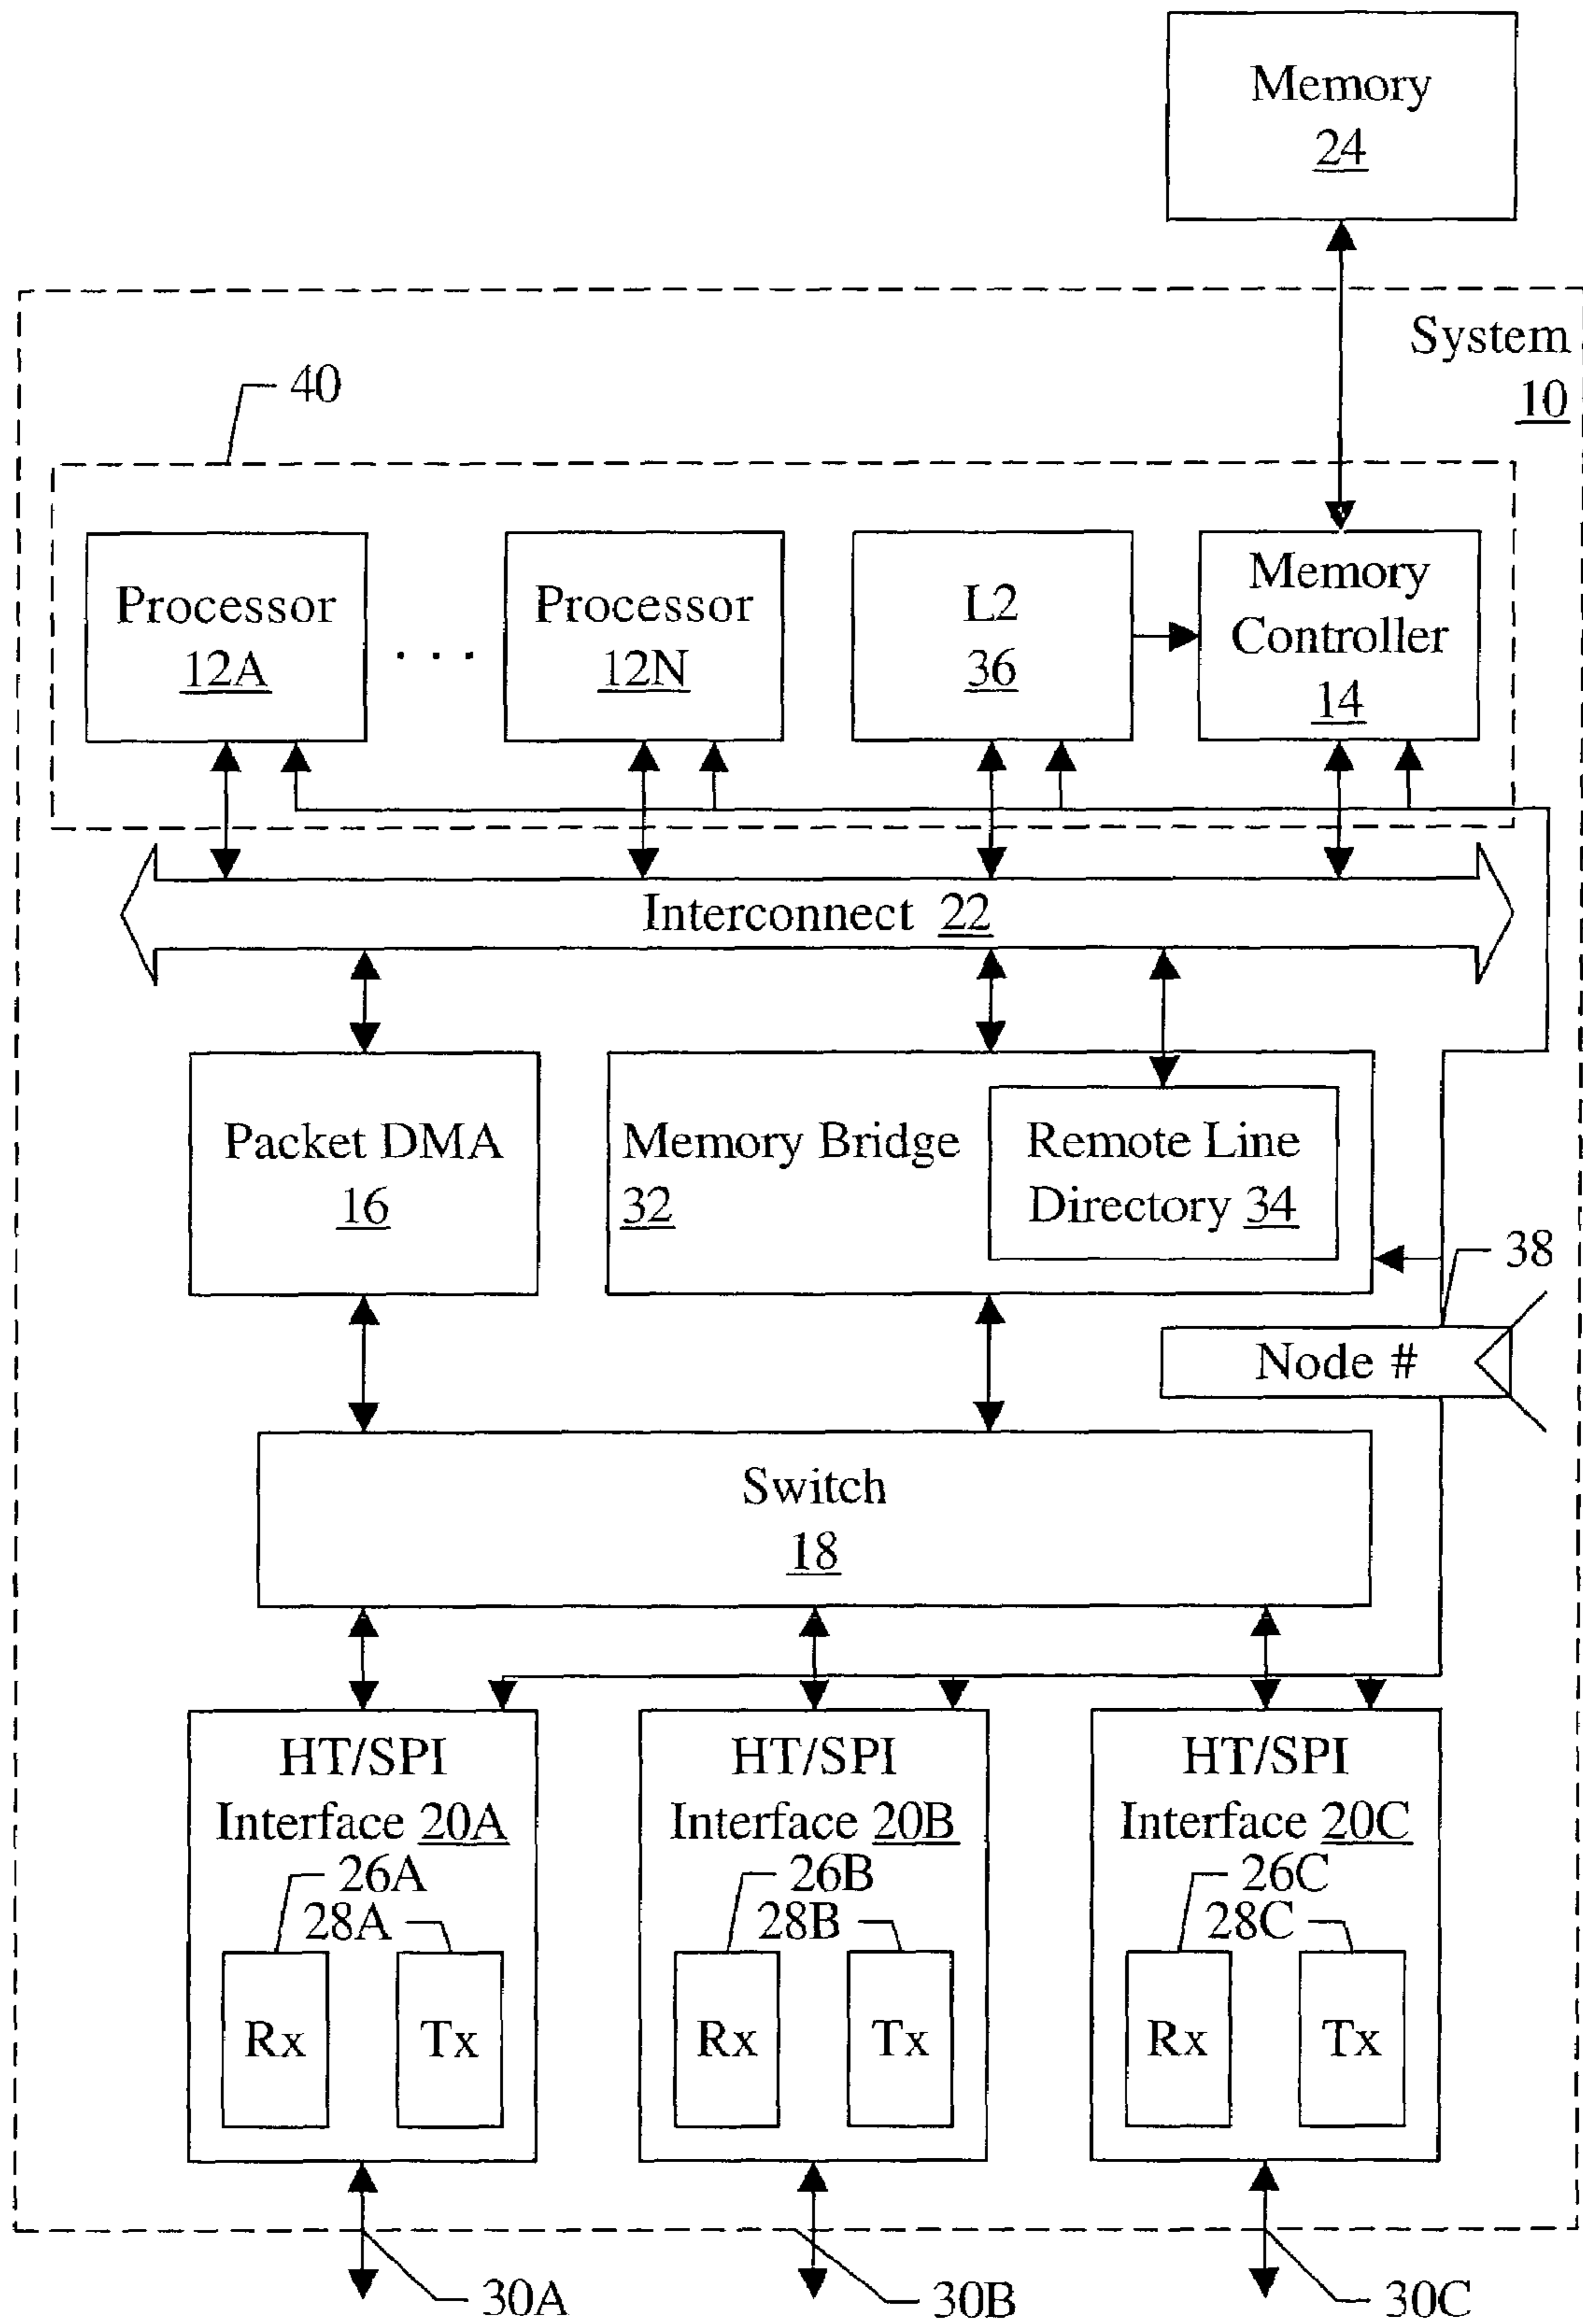 Memory
24
System
10
40
Processor
12A
. . .
Processor
12N
L2
36
Memory
Controller
14
Interconnect 22
Packet DMA
16
Memory Bridge
32
Remote Line
Directory 34
38
Node #
Switch
18
HT/SPI
Interface 20A
26A
28A
Rx
Tx
HT/SPI
Interface 20B
26B
28B
Rx
Tx
HT/SPI
Interface 20C
26C
28C
Rx
Tx
30A
30B
30C